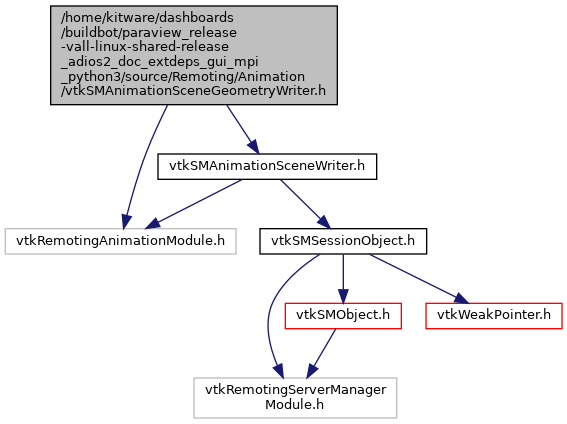 /home/kitware/dashboards
/buildbot/paraview_release
-vall-linux-shared-release
_adios2_doc_extdeps_gui_mpi
_python3/source/Remoting/Animation
/vtkSMAnimationSceneGeometryWriter.h
vtkSMAnimationSceneWriter.h
vtkRemotingAnimationModule.h
vtkSMSessionObject.h
vtkSMObject.h
vtkWeakPointer.h
vtkRemotingServerManager
Module.h